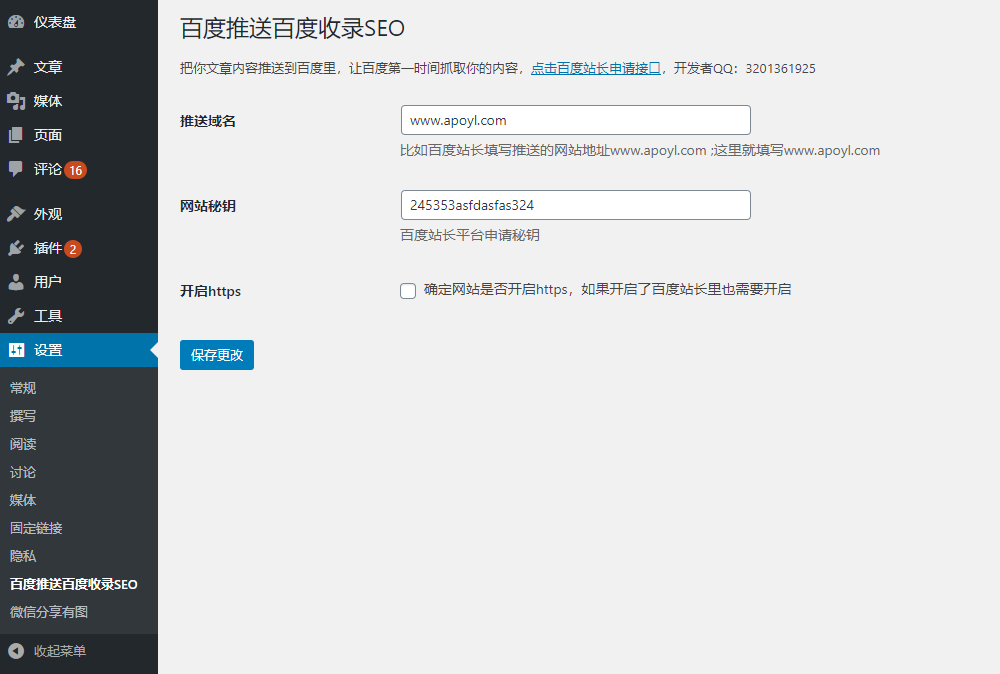 仪表盘
文章
媒体
页面
评论 16
外观
插件 2
用户
工具
设置
常规
撰写
阅读
讨论
媒体
固定链接
隐私
百度推送百度收录SEO
微信分享有图
收起菜单
百度推送百度收录SEO
把你文章内容推送到百度里，让百度第一时间抓取你的内容，点击百度站长申请接口，开发者QQ：3201361925
推送域名
www.apoyl.com
比如百度站长填写推送的网站地址www.apoyl.com ;这里就填写www.apoyl.com
网站秘钥
245353asfdasfas324
百度站长平台申请秘钥
开启https
确定网站是否开启https，如果开启了百度站长里也需要开启
保存更改